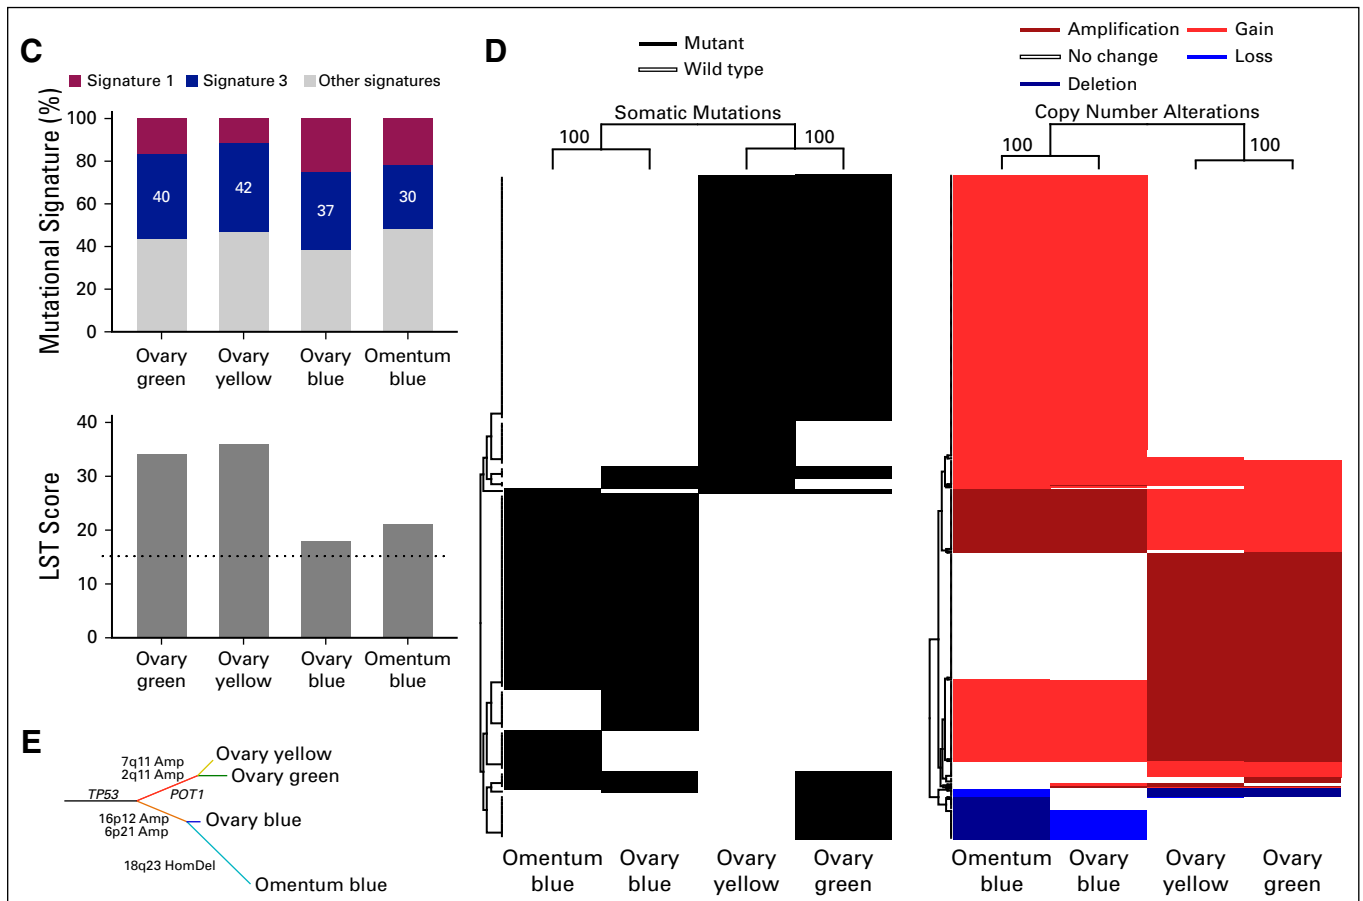 C
Signature 1
Signature 3
Other signatures
Mutational Signature (%)
100
80
60
40
20
0
40
42
37
30
Ovary green
Ovary yellow
Ovary blue
Omentum blue
LST Score
40
30
20
10
0
Ovary green
Ovary yellow
Ovary blue
Omentum blue
D
Mutant
Wild type
Somatic Mutations
100
100
Omentum blue
Ovary blue
Ovary yellow
Ovary green
Amplification
Gain
No change
Loss
Deletion
Copy Number Alterations
100
100
Omentum blue
Ovary blue
Ovary yellow
Ovary green
E
7q11 Amp
2q11 Amp
Ovary yellow
Ovary green
TP53
POT1
16p12 Amp
6p21 Amp
Ovary blue
18q23 HomDel
Omentum blue